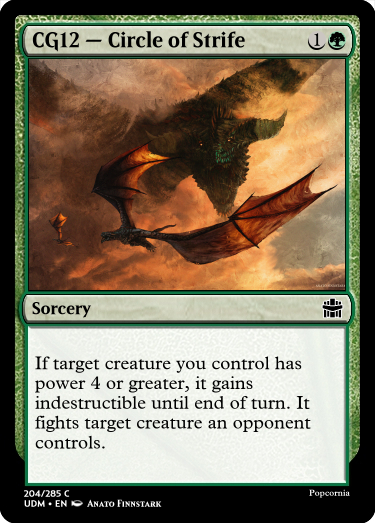 CG12 — Circle of Strife 1
Sorcery
If target creature you control has
power 4 or greater, it gains
indestructible until end of turn. It
fights target creature an opponent
controls.
204/285 C
Popcornia
UDM • EN Anato Finnstark